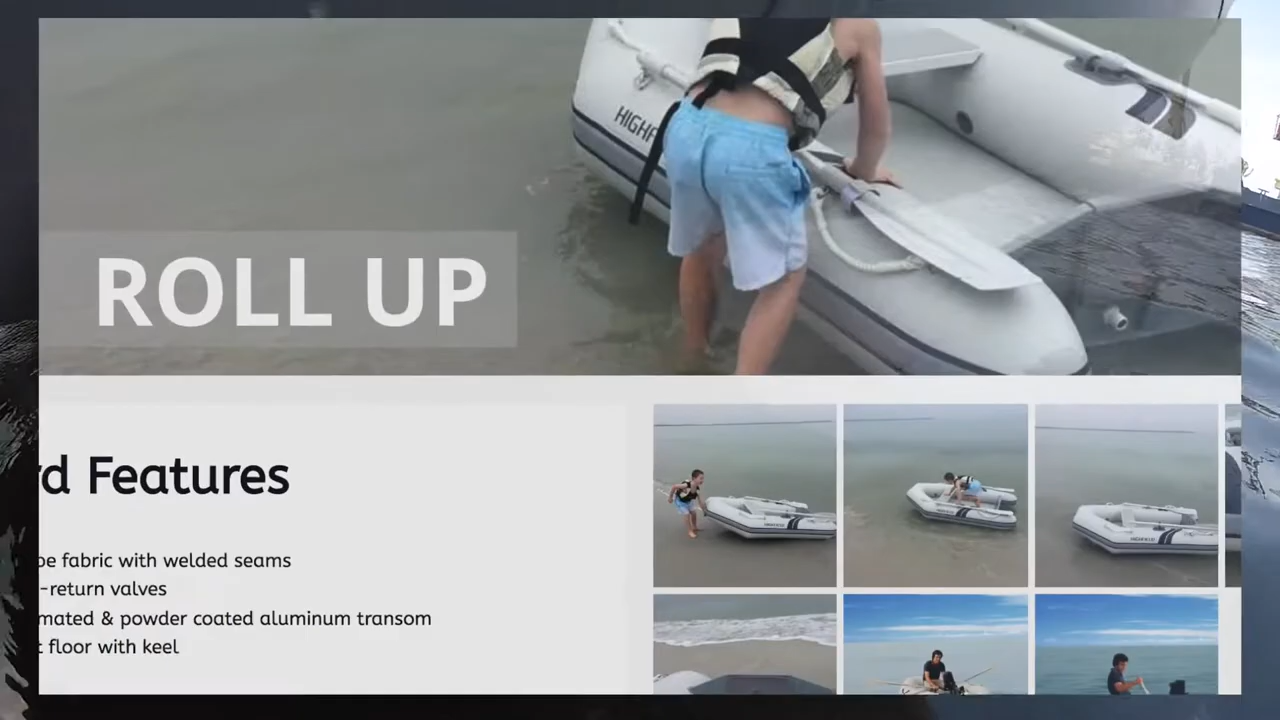 HIGHF
ROLL UP
rd Features
be fabric with welded seams
-return valves
mated & powder coated aluminum transom
t floor with keel
HIGHFIELD